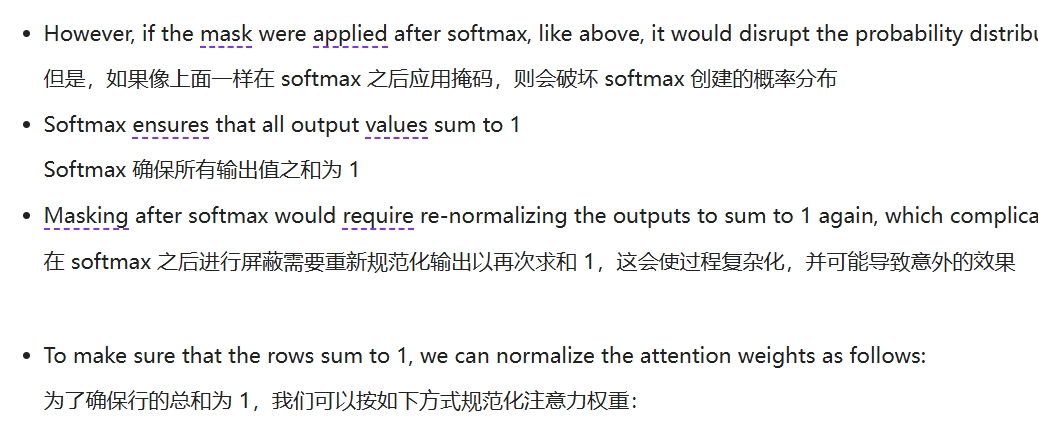 However, if the mask were applied after softmax, like above, it would disrupt the probability
但是，如果像上面一样在 softmax 之后应用掩码，则会破坏 softmax 创建的概率分布
Softmax ensures that all output values sum to 1
Softmax 确保所有输出值之和为 1
Masking after softmax would require re-normalizing the outputs to sum to 1 again, which
在 softmax 之后进行屏蔽需要重新规范化输出以再次求和 1，这会使过程复杂化，并可能导致意外的效果
To make sure that the rows sum to 1, we can normalize the attention weights as follows:
为了确保行的总和为 1，我们可以按如下方式规范化注意力权重：